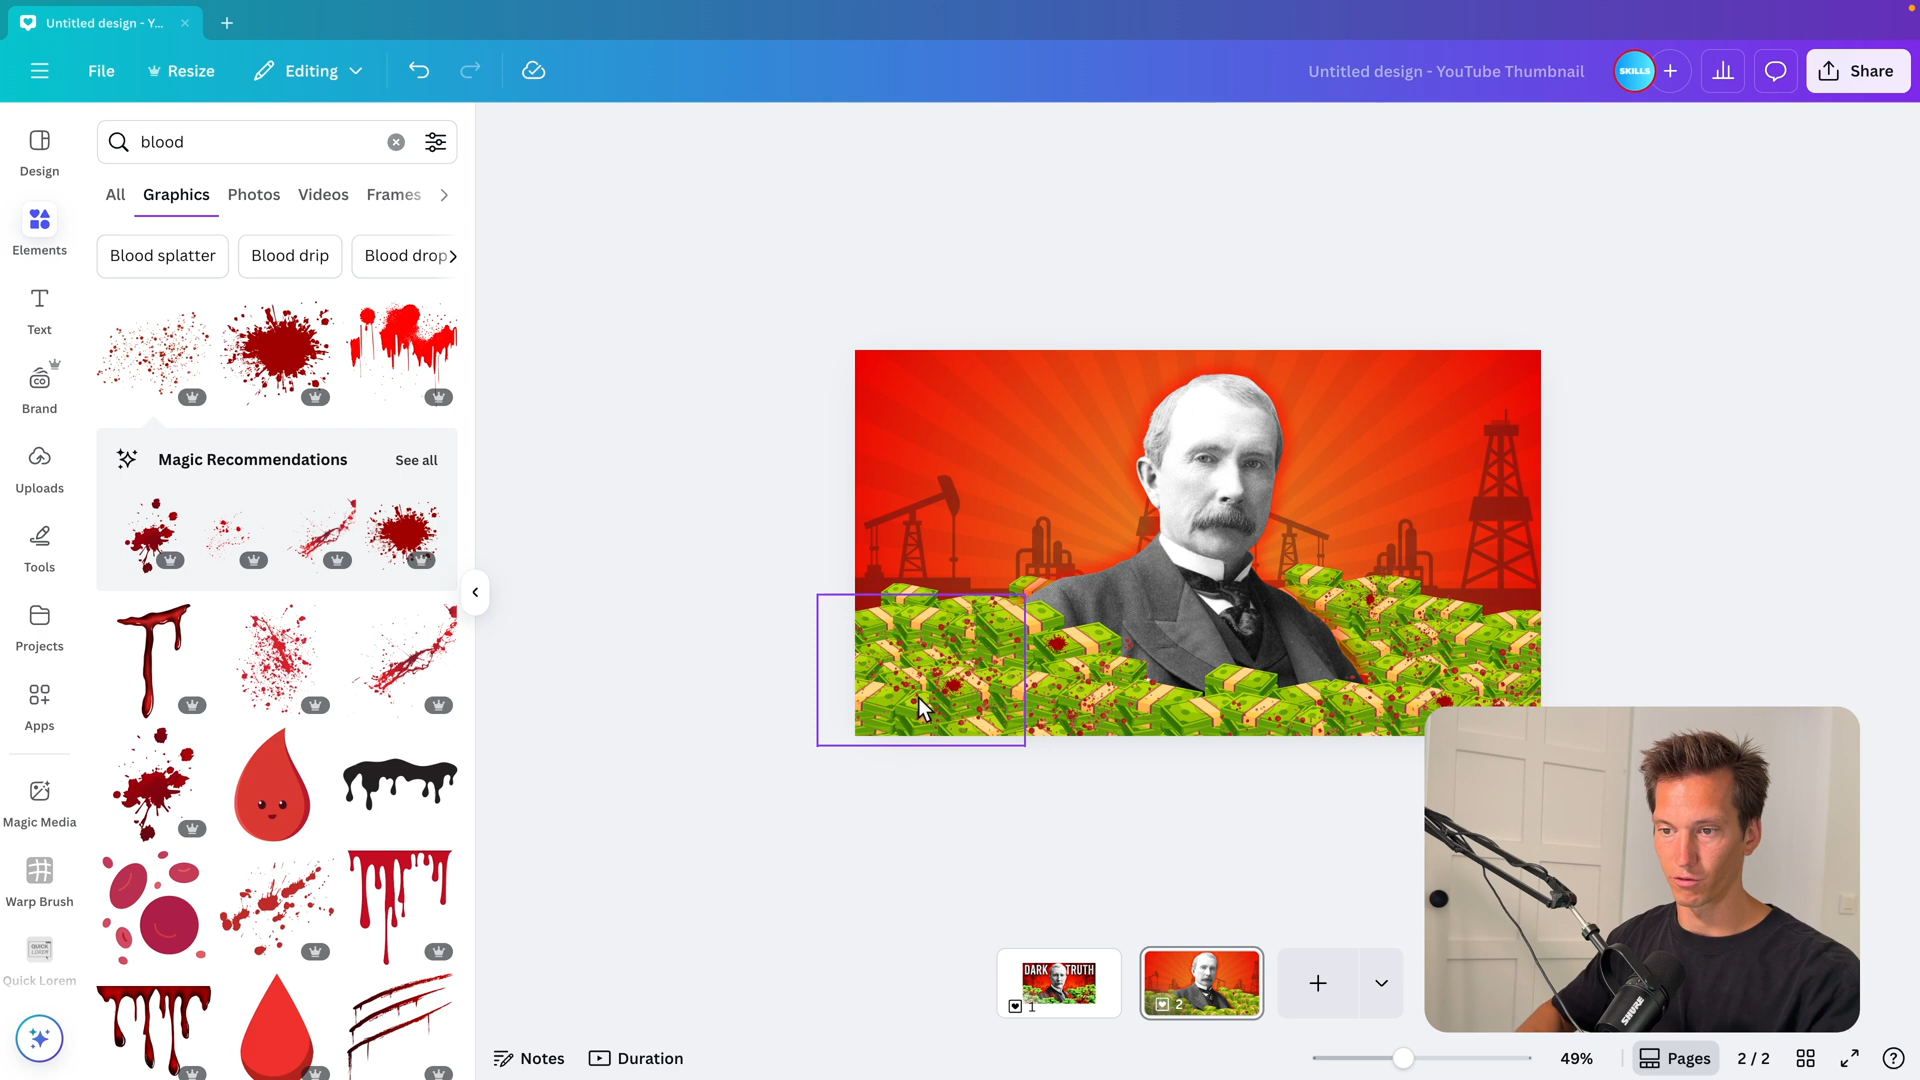 Untitled design - Y...
File
Resize
Editing
Untitled design - YouTube Thumbnail
SKILLS
Share
Design
Elements
Text
Brand
Uploads
Tools
Projects
Apps
Magic Media
Warp Brush
Quick Lorem
blood
All
Graphics
Photos
Videos
Frames
Blood splatter
Blood drip
Blood drop
Magic Recommendations
See all
DARK TRUTH
1
2
SHURE
Notes
Duration
49%
Pages
2 / 2